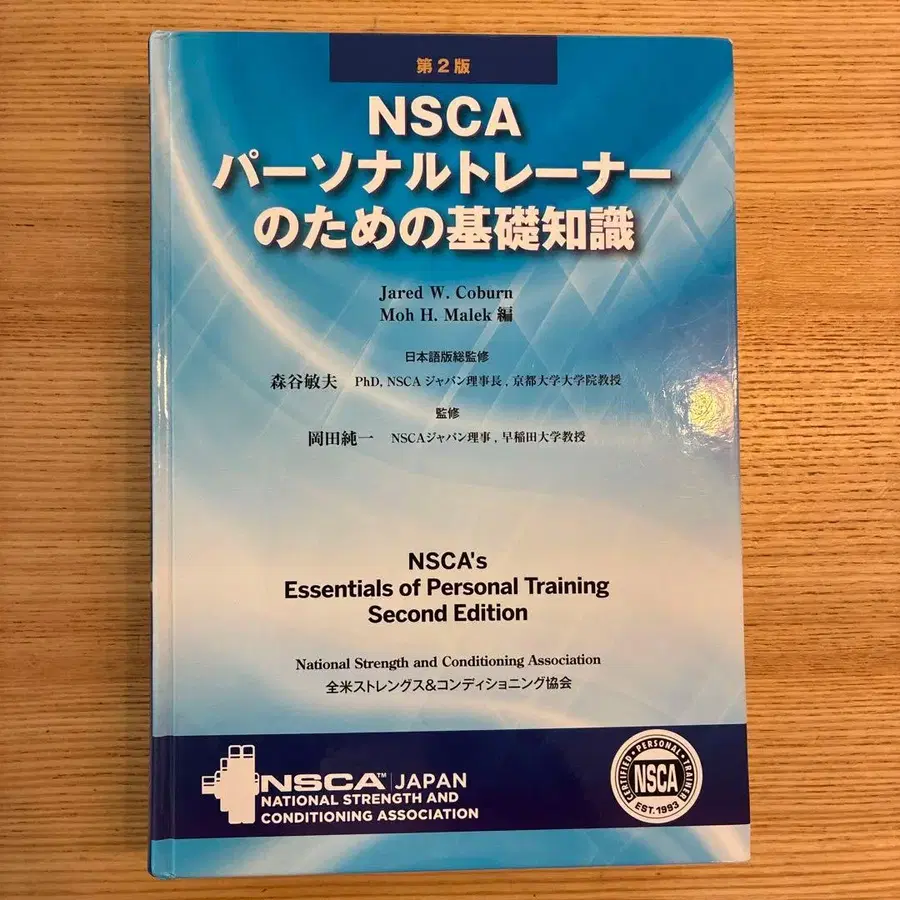 第2版
NSCA
パーソナルトレーナー
のための基礎知識
Jared W. Coburn
Moh H. Malek 編
日本語版総監修
森谷敏夫 PhD, NSCA ジャパン理事長, 京都大学大学院教授
監修
岡田純一 NSCAジャパン理事, 早稲田大学教授
NSCA's
Essentials of Personal Training
Second Edition
National Strength and Conditioning Association
全米ストレングス&コンディショニング協会
NSCA™ JAPAN
NATIONAL STRENGTH AND
CONDITIONING ASSOCIATION
CERTIFIED • PERSONAL • TRAINER
NSCA
EST. 1993